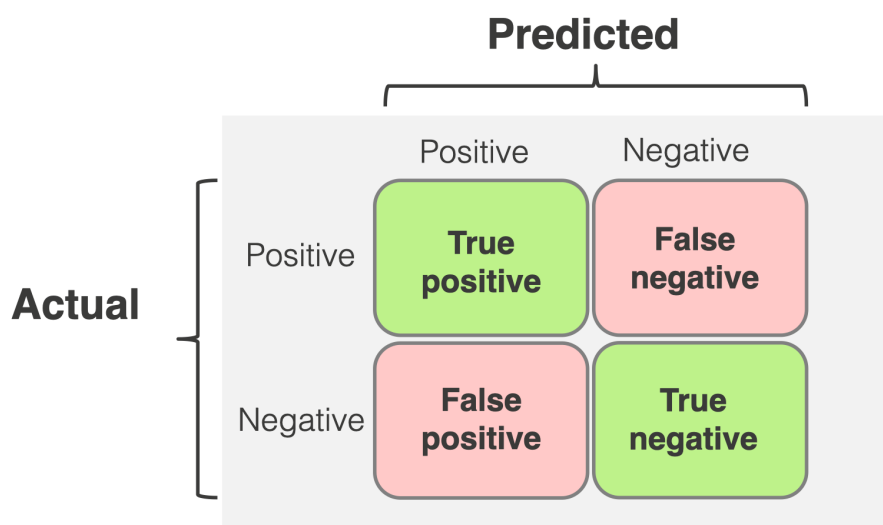 Predicted
Positive Negative
Actual
Positive
True
positive
False
negative
Negative
False
positive
True
negative